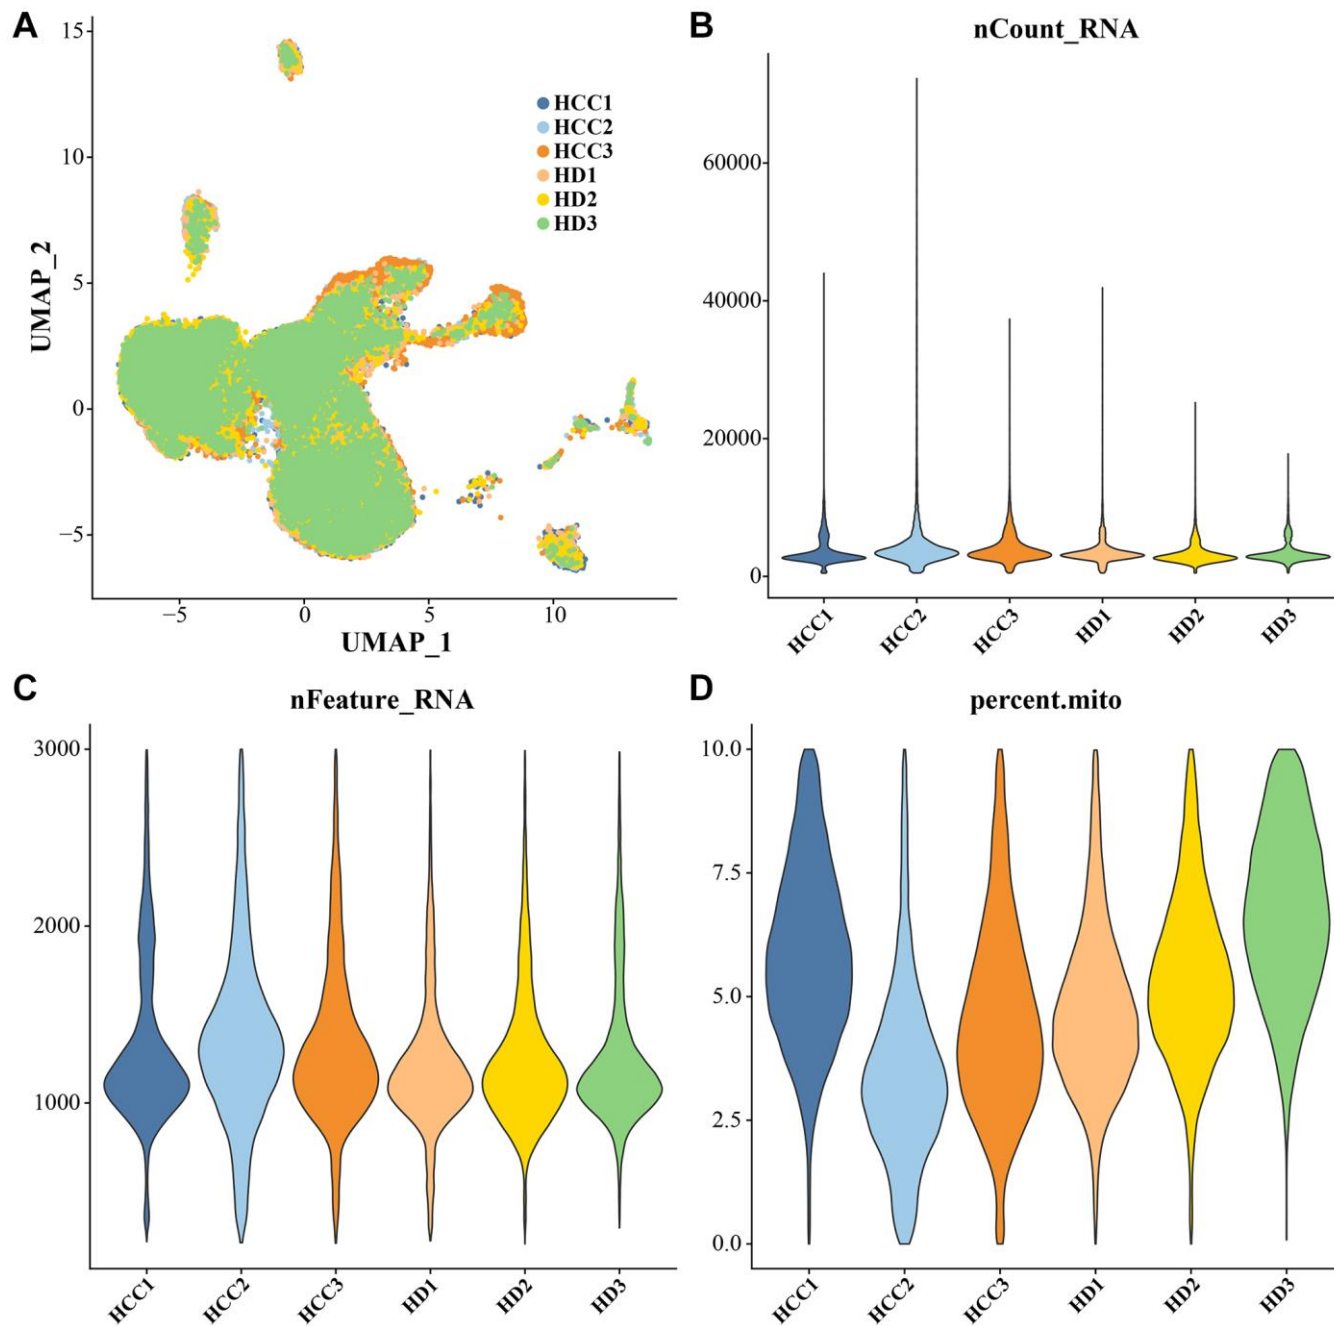 A
15
10
5
0
−5
UMAP_2
−5
0
5
10
UMAP_1
HCC1
HCC2
HCC3
HD1
HD2
HD3
B
nCount_RNA
60000
40000
20000
0
HCC1
HCC2
HCC3
HD1
HD2
HD3
C
nFeature_RNA
3000
2000
1000
HCC1
HCC2
HCC3
HD1
HD2
HD3
D
percent.mito
10.0
7.5
5.0
2.5
0.0
HCC1
HCC2
HCC3
HD1
HD2
HD3